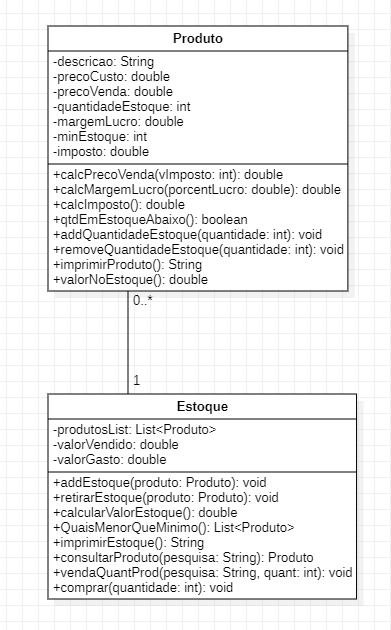 Produto
-descricao: String
-precoCusto: double
-precoVenda: double
-quantidadeEstoque: int
-margemLucro: double
-minEstoque: int
-imposto: double
+calcPrecoVenda(vImposto: int): double
+calcMargemLucro(porcentLucro: double): double
+calcImposto(): double
+qtdEmEstoqueAbaixo(): boolean
+addQuantidadeEstoque(quantidade: int): void
+removeQuantidadeEstoque(quantidade: int): void
+imprimirProduto(): String
+valorNoEstoque(): double
0..*
1
Estoque
-produtosList: List<Produto>
-valorVendido: double
-valorGasto: double
+addEstoque(produto: Produto): void
+retirarEstoque(produto: Produto): void
+calcularValorEstoque(): double
+QuaisMenorQueMinimo(): List<Produto>
+imprimirEstoque(): String
+consultarProduto(pesquisa: String): Produto
+vendaQuantProd(pesquisa: String, quant: int): void
+comprar(quantidade: int): void